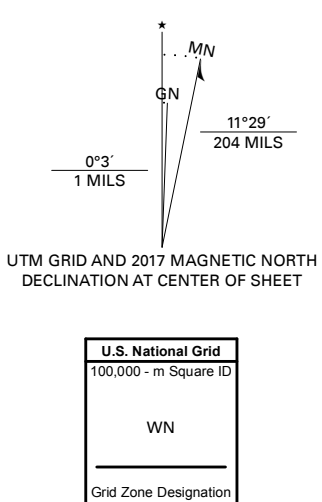 ★
MN
GN
11°29´
204 MILS
0°3´
1 MILS
UTM GRID AND 2017 MAGNETIC NORTH
DECLINATION AT CENTER OF SHEET
U.S. National Grid
100,000 - m Square ID
WN
Grid Zone Designation